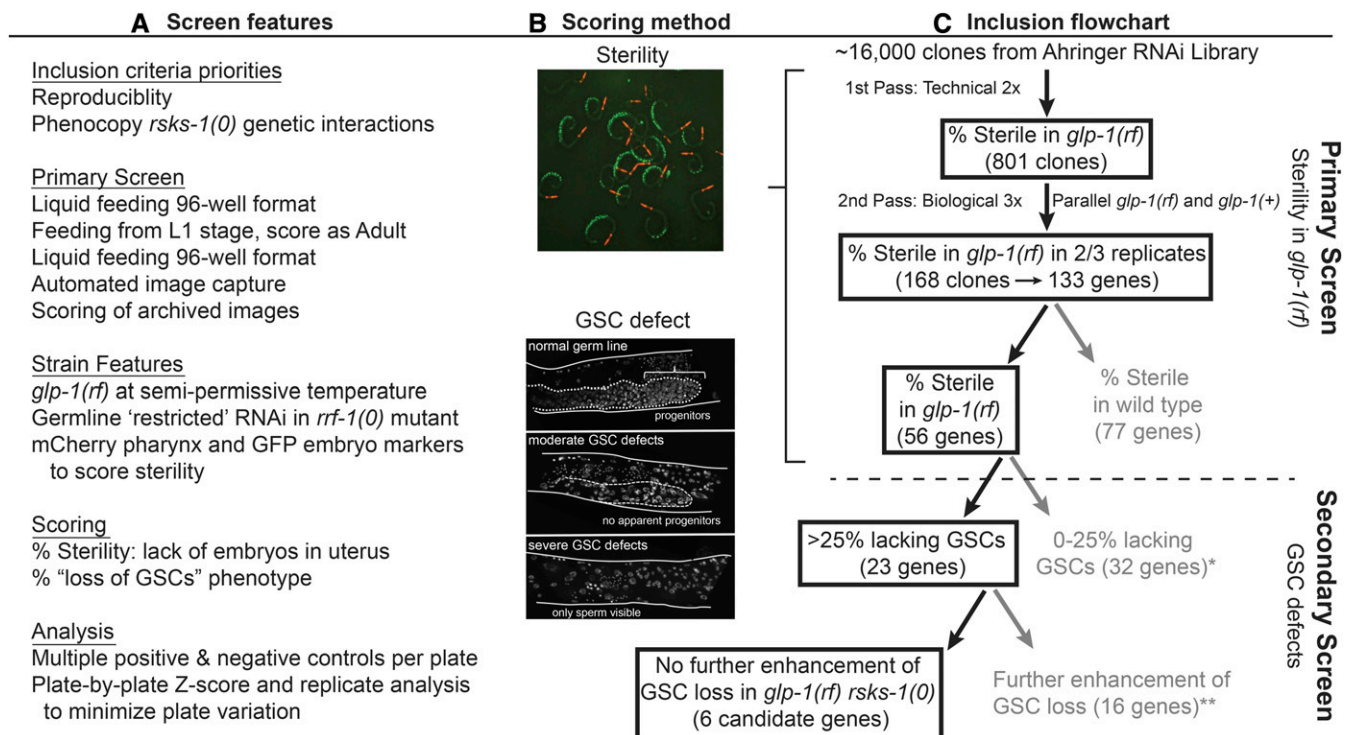 A Screen features
Inclusion criteria priorities
Reproduciblity
Phenocopy rsks-1(0) genetic interactions
Primary Screen
Liquid feeding 96-well format
Feeding from L1 stage, score as Adult
Liquid feeding 96-well format
Automated image capture
Scoring of archived images
Strain Features
glp-1(rf) at semi-permissive temperature
Germline ‘restricted’ RNAi in rrf-1(0) mutant
mCherry pharynx and GFP embryo markers
to score sterility
Scoring
% Sterility: lack of embryos in uterus
% “loss of GSCs” phenotype
Analysis
Multiple positive & negative controls per plate
Plate-by-plate Z-score and replicate analysis
to minimize plate variation
B Scoring method
Sterility
GSC defect
normal germ line
progenitors
moderate GSC defects
no apparent progenitors
severe GSC defects
only sperm visible
C Inclusion flowchart
~16,000 clones from Ahringer RNAi Library
1st Pass: Technical 2x
% Sterile in glp-1(rf)
(801 clones)
2nd Pass: Biological 3x
Parallel glp-1(rf) and glp-1(+)
% Sterile in glp-1(rf) in 2/3 replicates
(168 clones → 133 genes)
% Sterile
in glp-1(rf)
(56 genes)
% Sterile
in wild type
(77 genes)
>25% lacking GSCs
(23 genes)
0-25% lacking
GSCs (32 genes)*
No further enhancement of
GSC loss in glp-1(rf) rsks-1(0)
(6 candidate genes)
Further enhancement of
GSC loss (16 genes)**
Primary Screen
Sterility in glp-1(rf)
Secondary Screen
GSC defects